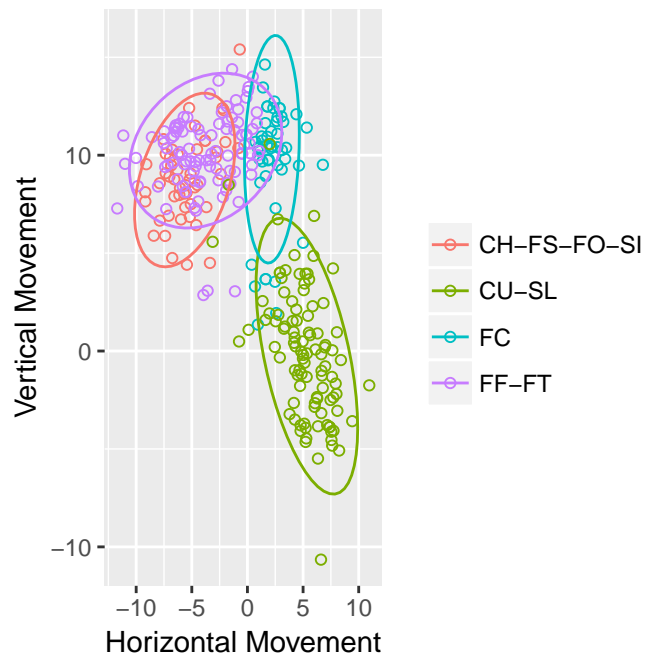 10
0
−10
Vertical Movement
−10 −5 0 5 10
Horizontal Movement
CH−FS−FO−SI
CU−SL
FC
FF−FT